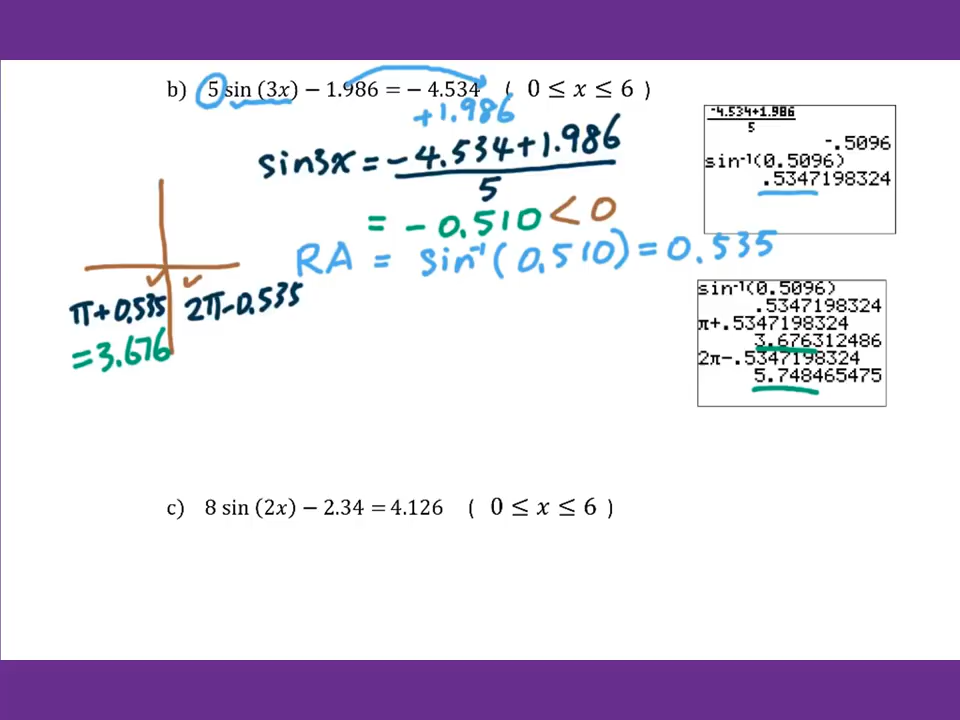 b) 5 sin (3x) − 1.986 = − 4.534 ( 0 ≤ x ≤ 6 )
+1.986
sin3x = −4.534+1.986
5
= −0.510 < 0
RA = sin⁻¹(0.510) = 0.535
π+0.535 2π−0.535
=3.676
-4.534+1.986
5
-.5096
sin⁻¹(0.5096)
.5347198324
sin⁻¹(0.5096)
.5347198324
π+.5347198324
3.676312486
2π-.5347198324
5.748465475
c) 8 sin (2x) − 2.34 = 4.126 ( 0 ≤ x ≤ 6 )